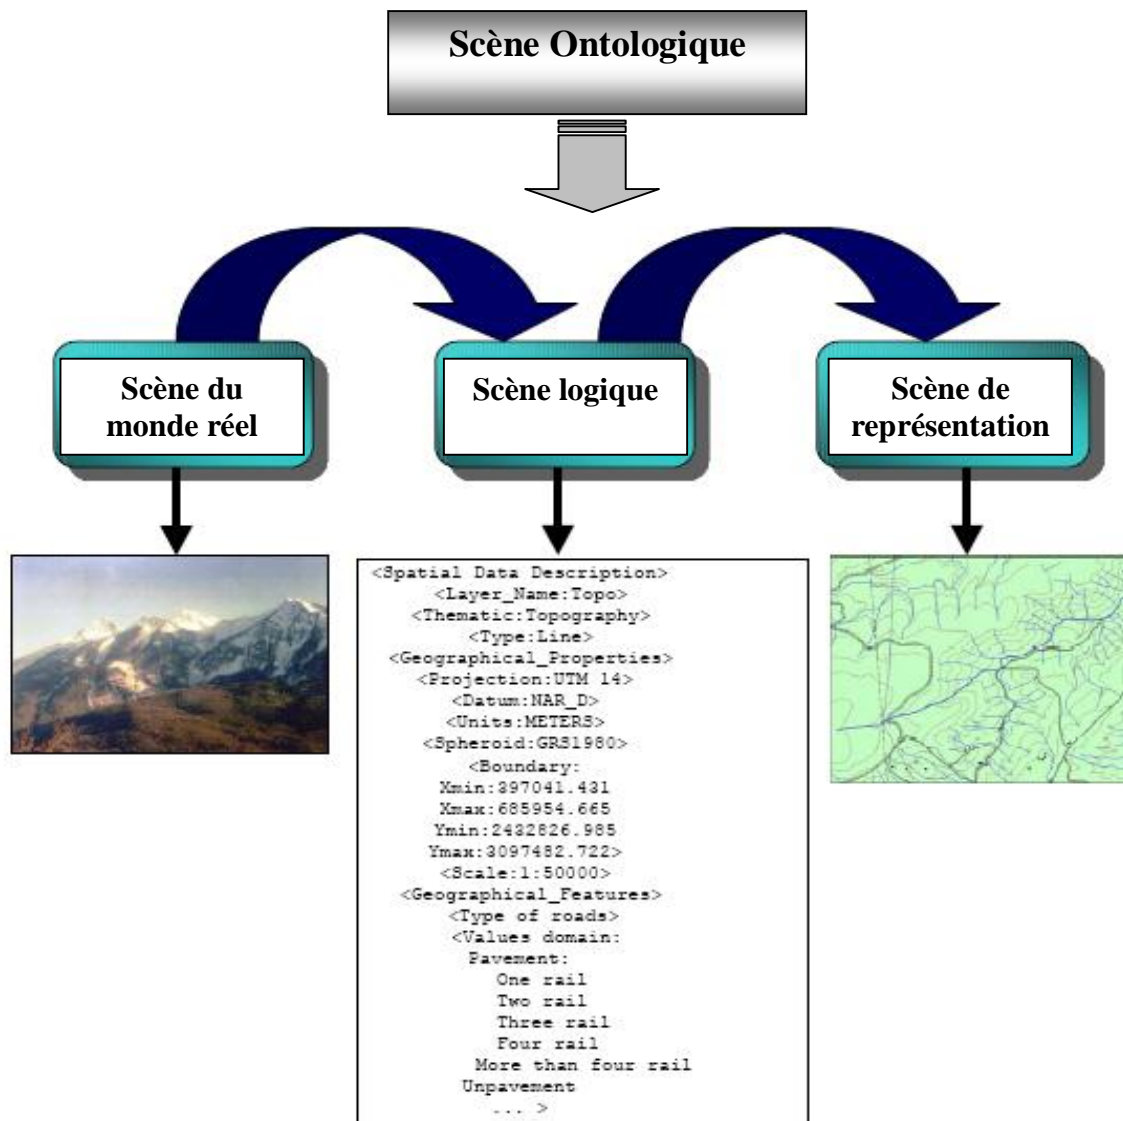 Scène Ontologique
Scène du
monde réel
Scène logique
Scène de
représentation
<Spatial Data Description>
<Layer_Name:Topo>
<Thematic:Topography>
<Type:Line>
<Geographical_Properties>
<Projection:UTM 14>
<Datum:NAR_D>
<Units:METERS>
<Spheroid:GRS1980>
<Boundary:
Xmin:397041.431
Xmax:685954.665
Ymin:2432826.985
Ymax:3097482.722>
<Scale:1:50000>
<Geographical_Features>
<Type of roads>
<Values domain:
Pavement:
One rail
Two rail
Three rail
Four rail
More than four rail
Unpavement
... >